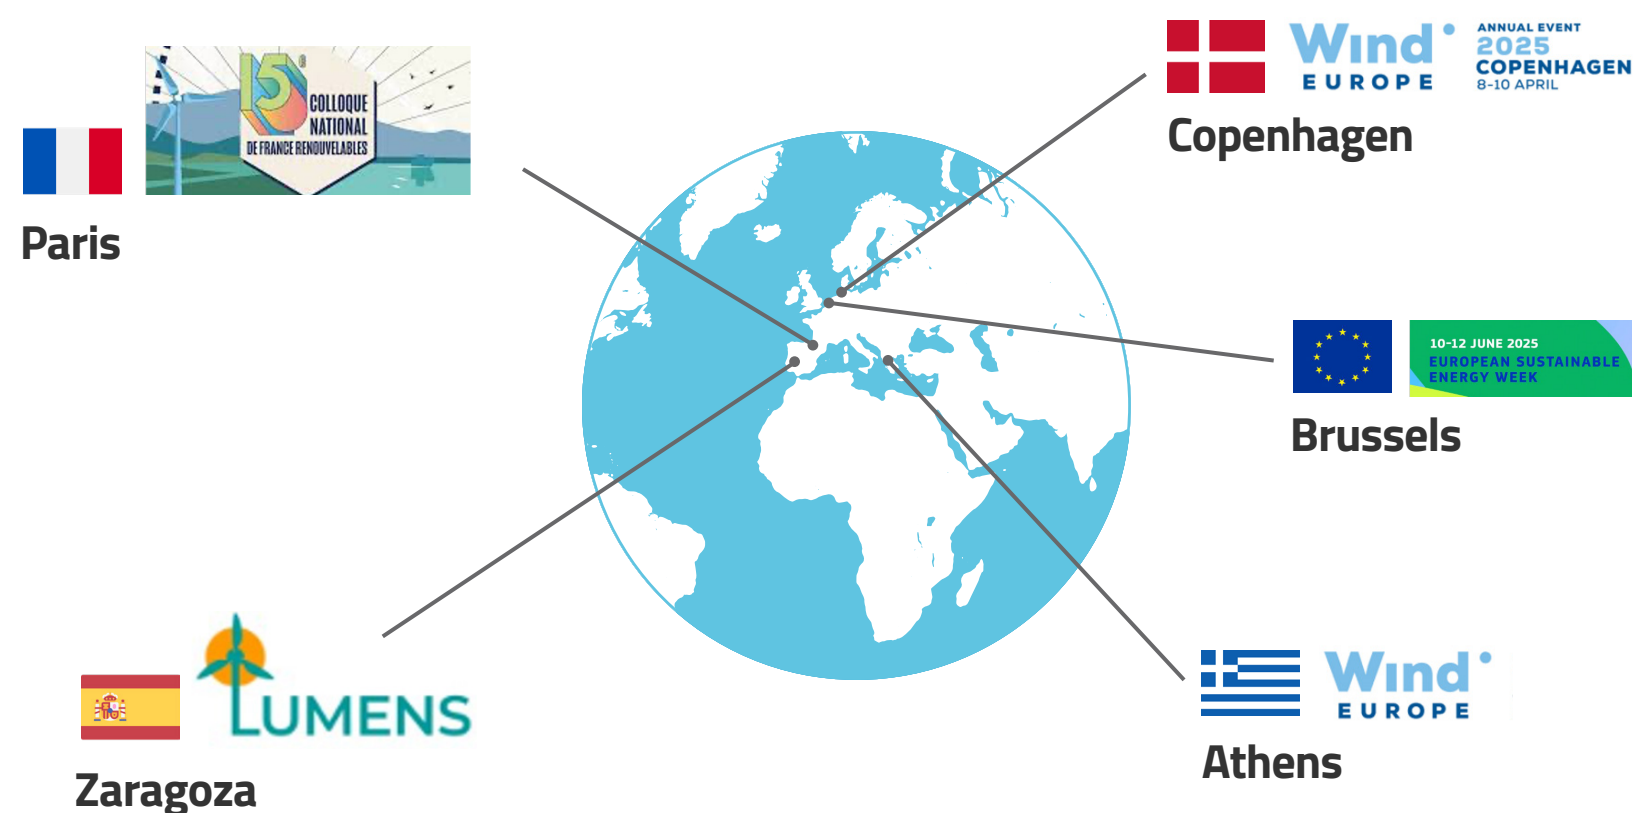 15e
COLLOQUE
NATIONAL
DE FRANCE RENOUVELABLES
Paris
Wind
EUROPE
ANNUAL EVENT
2025
COPENHAGEN
8-10 APRIL
Copenhagen
10-12 JUNE 2025
EUROPEAN SUSTAINABLE
ENERGY WEEK
Brussels
LUMENS
Zaragoza
Wind
EUROPE
Athens